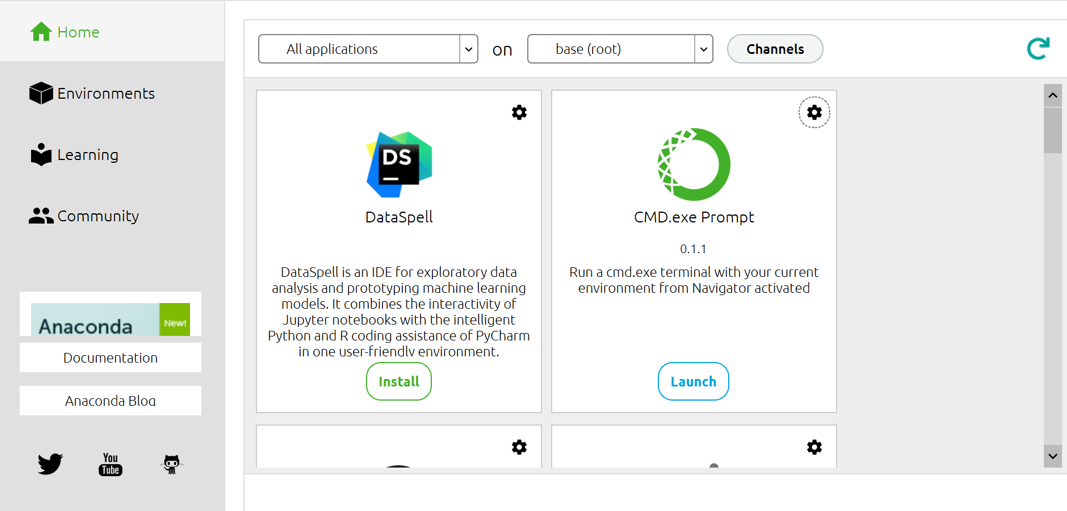 Home
Environments
Learning
Community
Anaconda
New!
Documentation
Anaconda Blog
You
Tube
All applications
on
base (root)
Channels
DS
DataSpell
DataSpell is an IDE for exploratory data
analysis and prototyping machine learning
models. It combines the interactivity of
Jupyter notebooks with the intelligent
Python and R coding assistance of PyCharm
in one user-friendly environment.
Install
CMD.exe Prompt
0.1.1
Run a cmd.exe terminal with your current
environment from Navigator activated
Launch